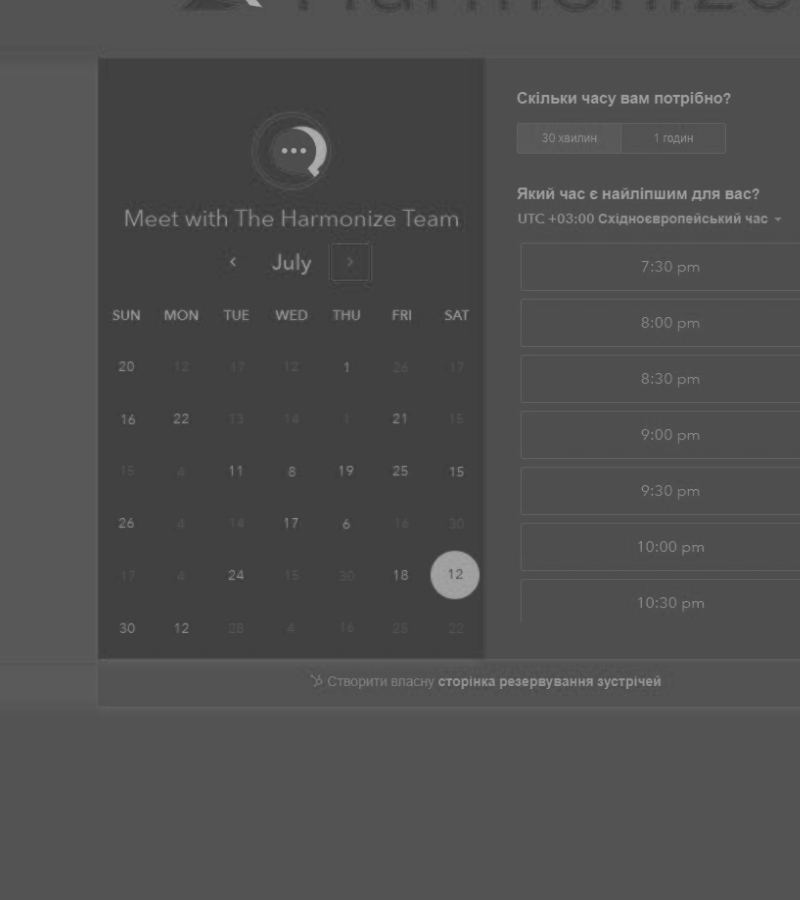 Meet with The Harmonize Team
July
SUN MON TUE WED THU FRI SAT
20 12 17 12 1 26 17
16 22 13 14 1 21 15
15 4 11 8 19 25 15
26 4 14 17 6 16 30
17 4 24 15 30 18 12
30 12 28 4 16 25 22
Скільки часу вам потрібно?
30 хвилин 1 годин
Який час є найліпшим для вас?
UTC +03:00 Східноєвропейський час
7:30 pm
8:00 pm
8:30 pm
9:00 pm
9:30 pm
10:00 pm
10:30 pm
Створити власну сторінка резервування зустрічей